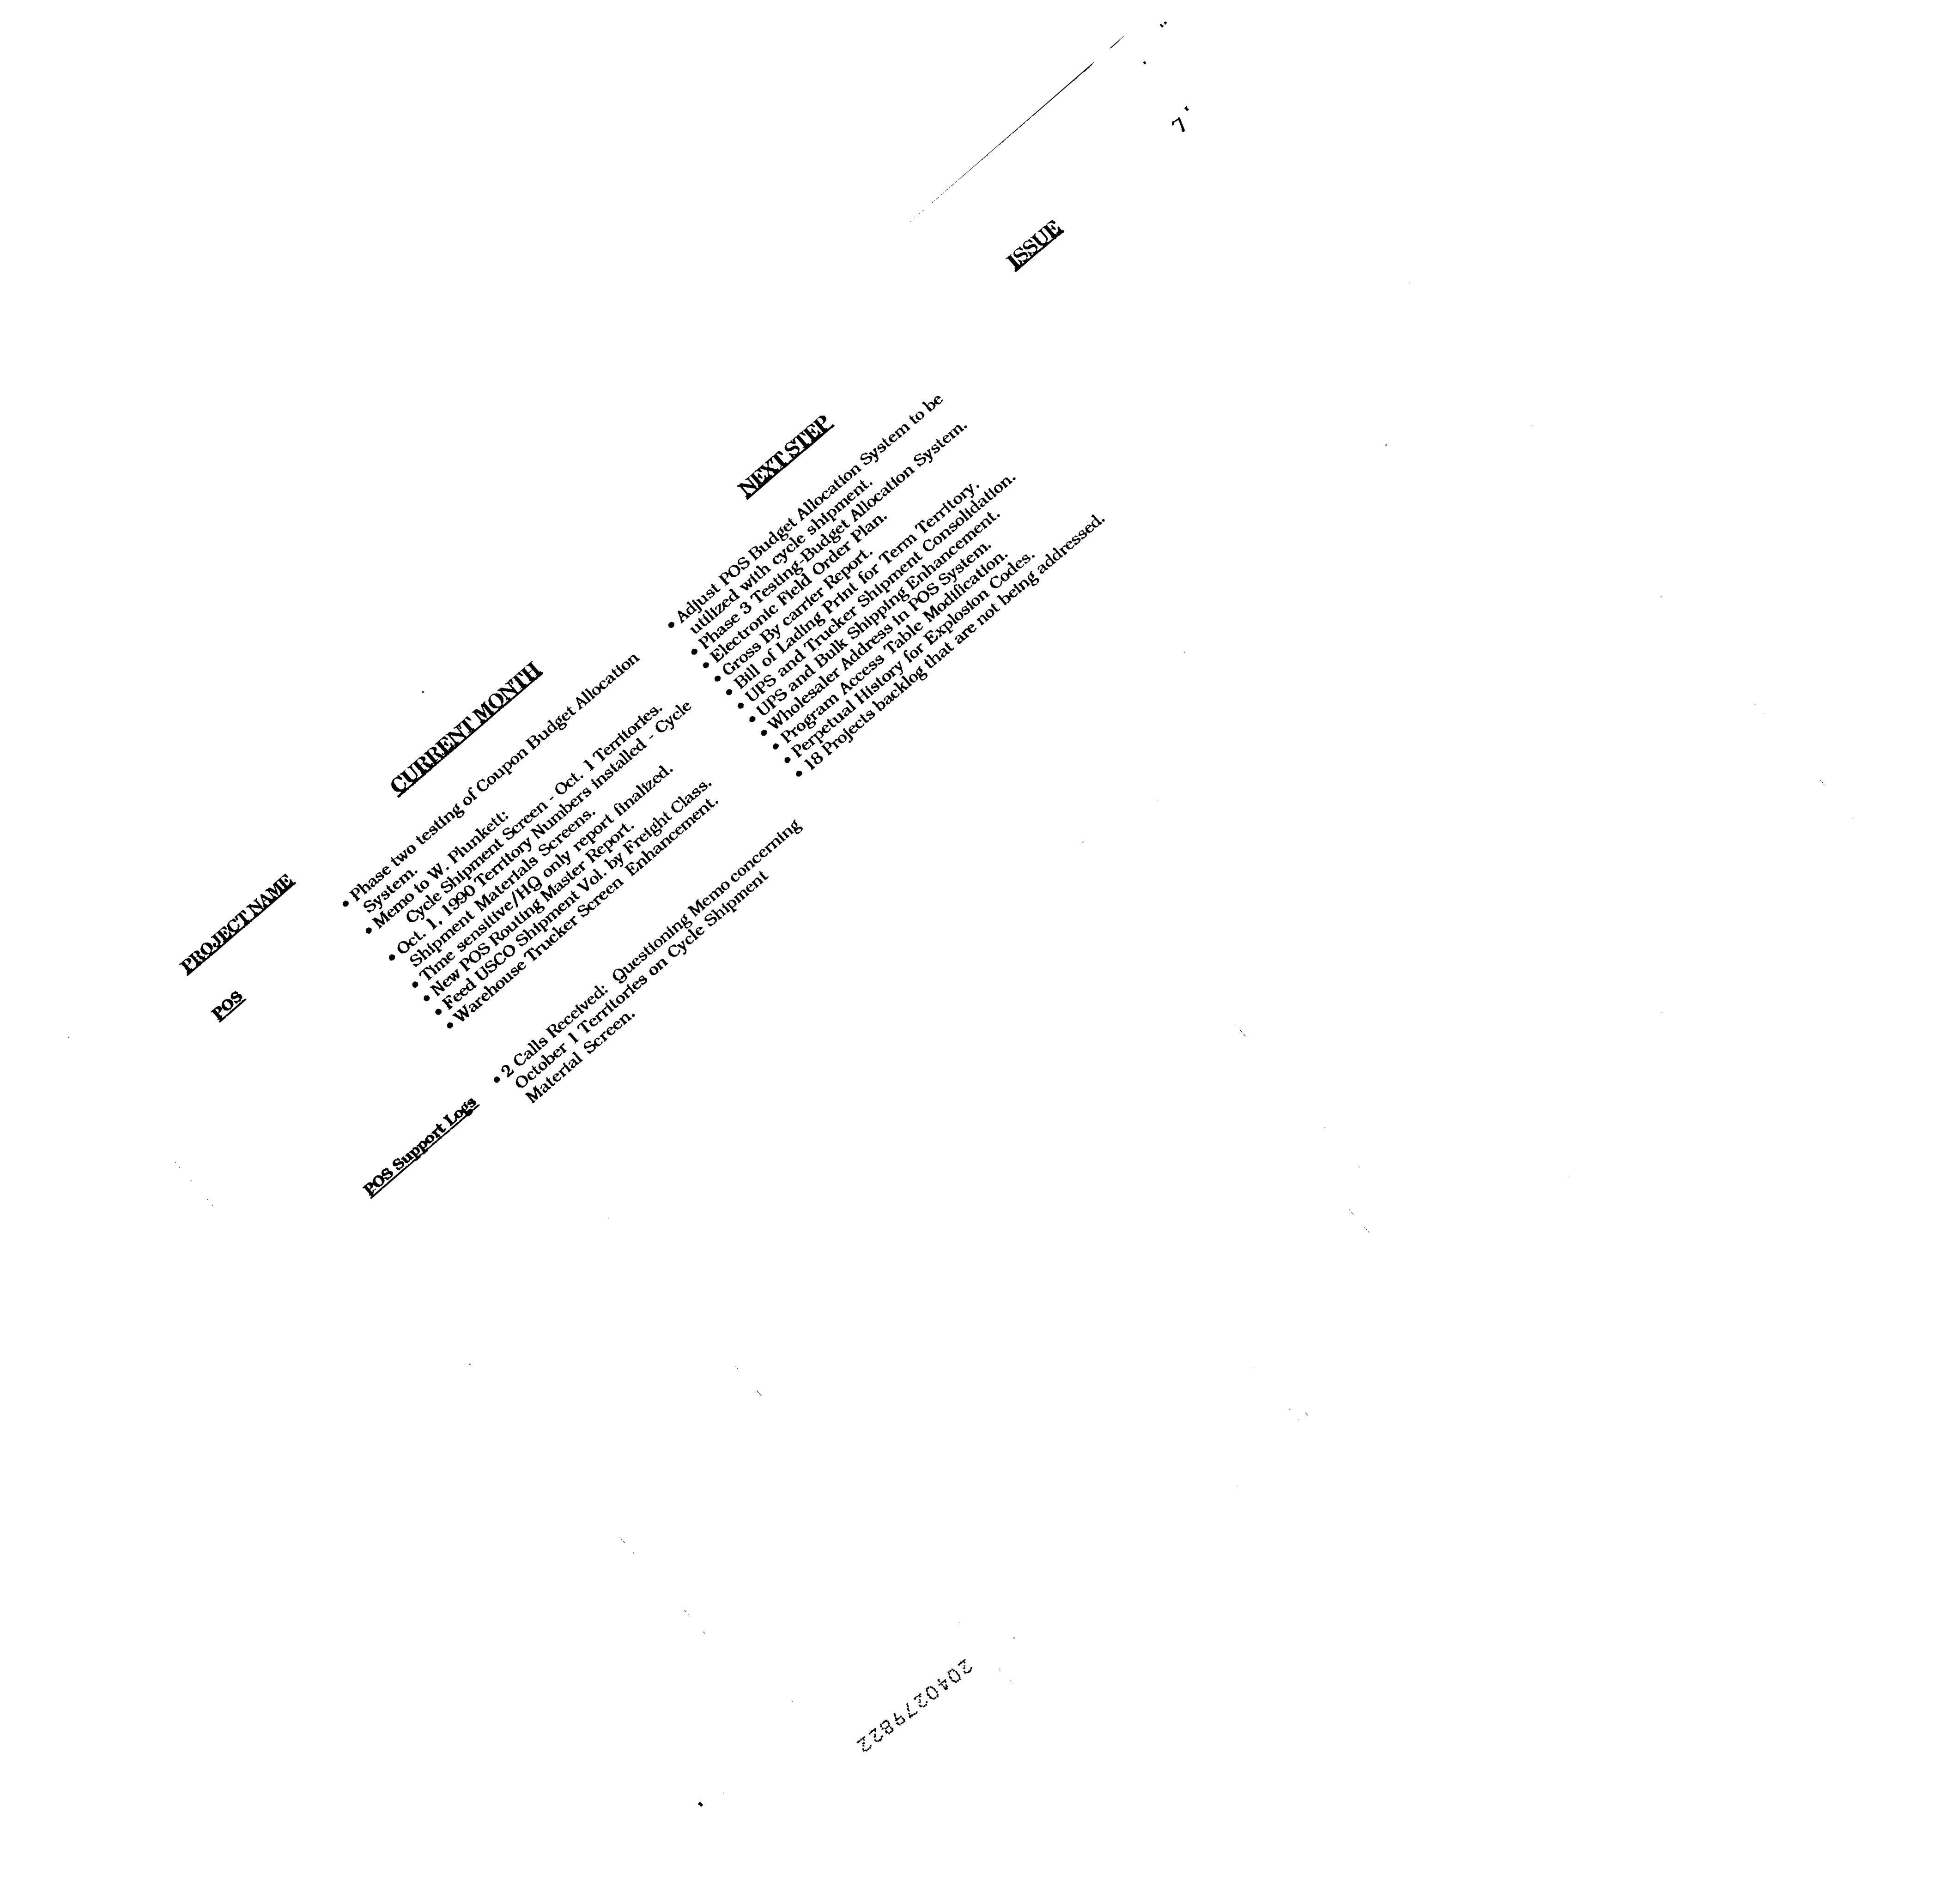 7
PROJECT NAME
CURRENT MONTH
NEXT STEP
ISSUE
POS
• Phase two testing of Coupon Budget Allocation
System.
• Memo to W. Plunkett:
Cycle Shipment Screen - Oct. 1 Territories.
• Oct. 1, 1990 Territory Numbers installed - Cycle
Shipment Materials Screens.
• Time sensitive/HQ only report finalized.
• New POS Routing Master Report.
• Feed USCO Shipment Vol. by Freight Class.
• Warehouse Trucker Screen Enhancement.
• Adjust POS Budget Allocation System to be
utilized with cycle shipment.
• Phase 3 Testing-Budget Allocation System.
• Electronic Field Order Plan.
• Gross By carrier Report.
• Bill of Lading Print for Term Territory.
• UPS and Trucker Shipment Consolidation.
• UPS and Bulk Shipping Enhancement.
• Wholesaler Address in POS System.
• Program Access Table Modification.
• Perpetual History for Explosion Codes.
• 18 Projects backlog that are not being addressed.
POS Support Logs
• 2 Calls Received: Questioning Memo concerning
October 1 Territories on Cycle Shipment
Material Screen.
2040279822